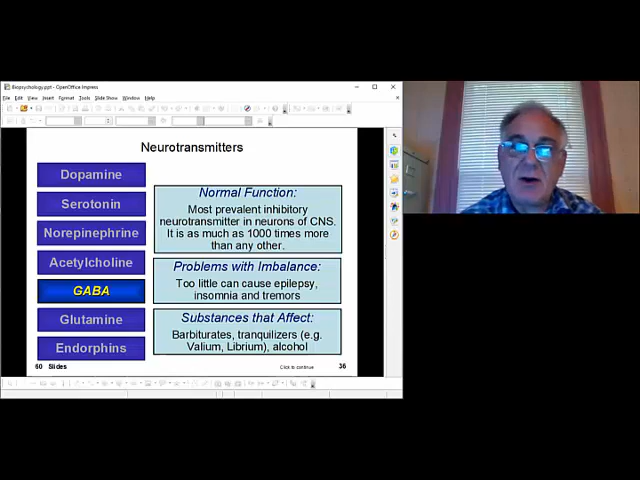 Biopsychology.ppt - OpenOffice Impress
File Edit View Insert Format Tools Slide Show Window Help
Neurotransmitters
Dopamine
Serotonin
Norepinephrine
Acetylcholine
GABA
Glutamine
Endorphins
Normal Function:
Most prevalent inhibitory
neurotransmitter in neurons of CNS.
It is as much as 1000 times more
than any other.
Problems with Imbalance:
Too little can cause epilepsy,
insomnia and tremors
Substances that Affect:
Barbiturates, tranquilizers (e.g.
Valium, Librium), alcohol
60 Slides
Click to continue
36